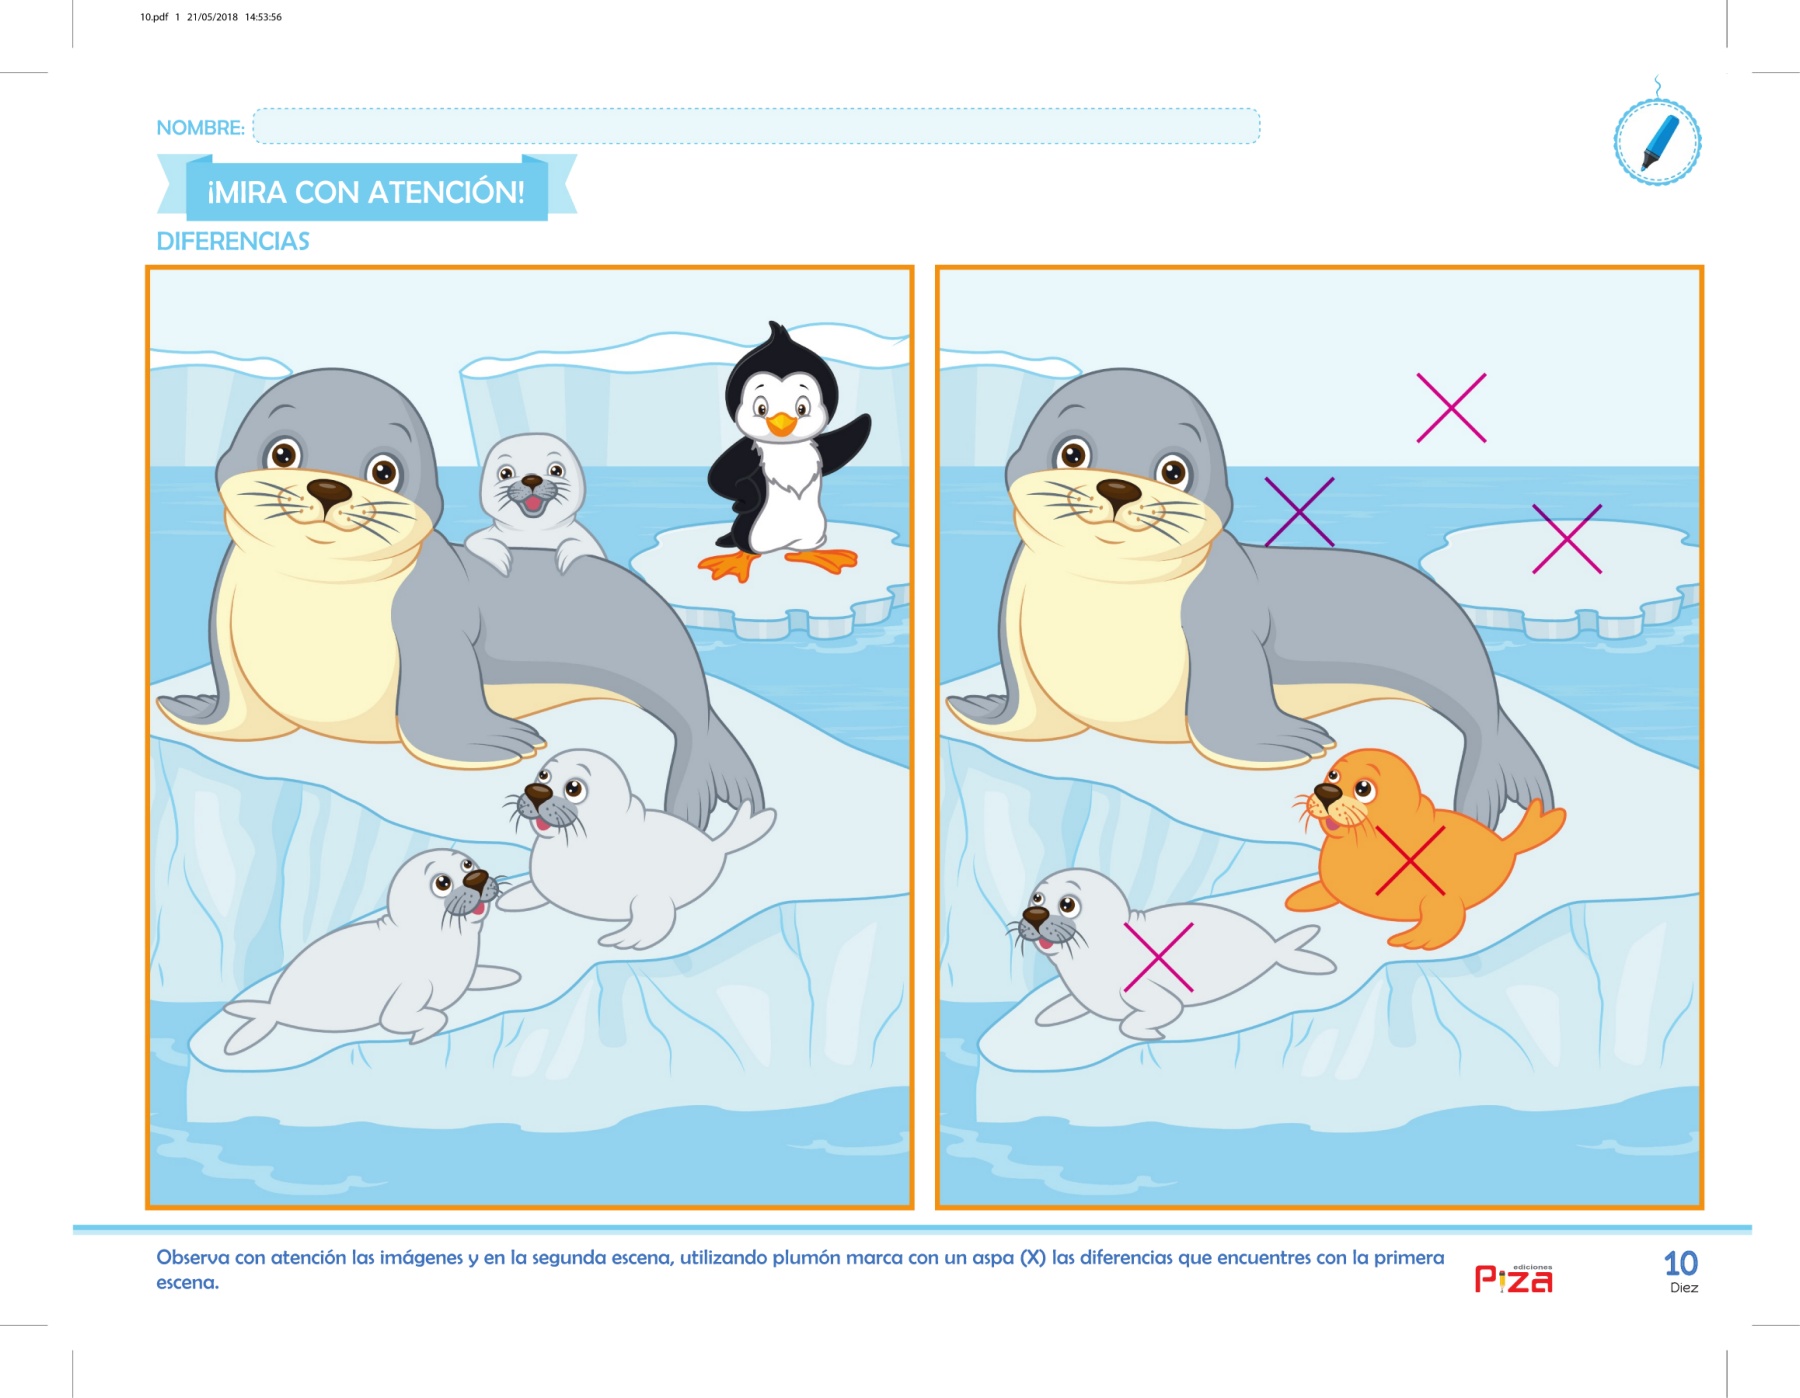 10.pdf 1 21/05/2018 14:53:56
NOMBRE:
¡MIRA CON ATENCIÓN!
DIFERENCIAS
Observa con atención las imágenes y en la segunda escena, utilizando plumón marca con un aspa (X) las diferencias que encuentres con la primera
escena.
ediciones
Piza
10
Diez